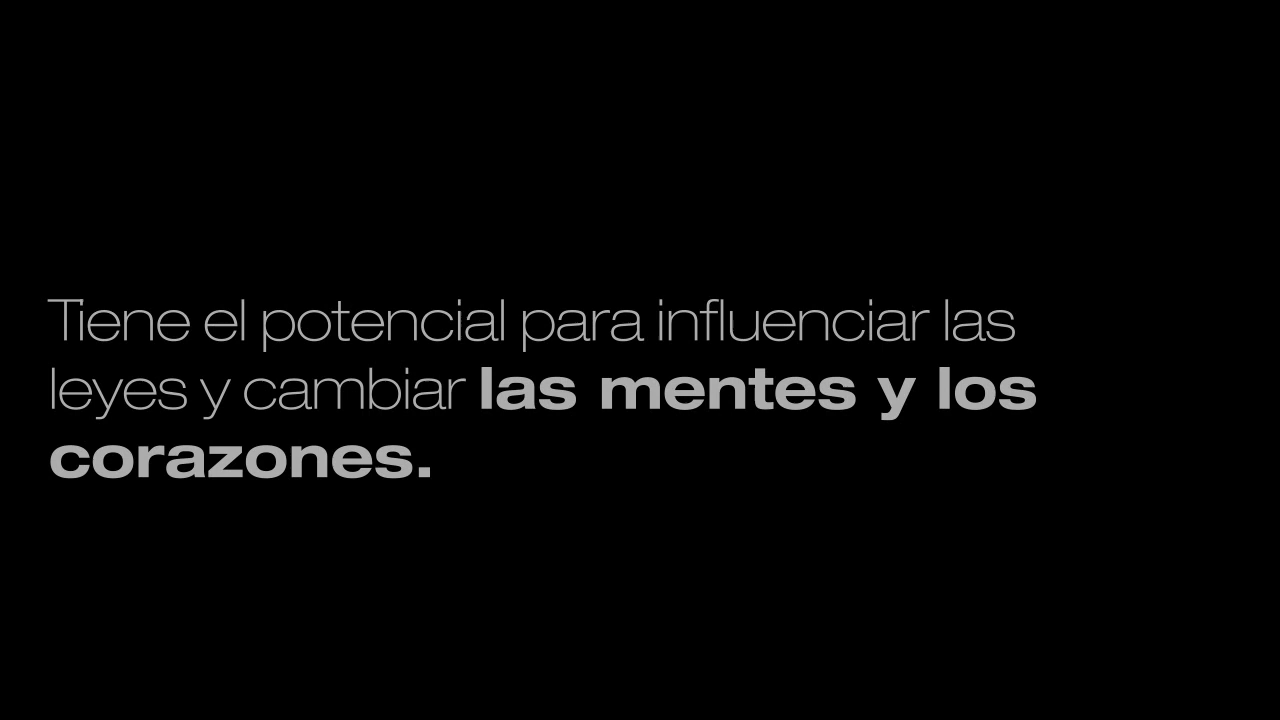 Tiene el potencial para influenciar las
leyes y cambiar las mentes y los
corazones.